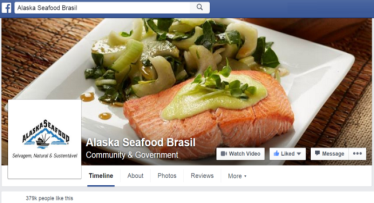 Alaska Seafood Brasil
ALASKA SEAFOOD
Selvagem, Natural & Sustentável
Alaska Seafood Brasil
Community & Government
Watch Video
Liked
Message
Timeline
About
Photos
Reviews
More
379k people like this